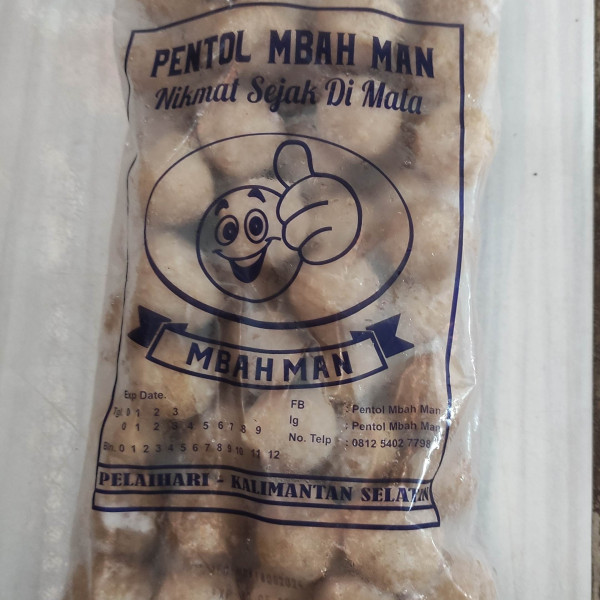 PENTOL MBAH MAN
Nikmat Sejak Di Mata
MBAH MAN
Exp Date.
Tgl. 0 1 2 3
0 1 2 3 4 5 6 7 8 9
Bln. 0 1 2 3 4 5 6 7 8 9 10 11 12
FB : Pentol Mbah Man
Ig : Pentol Mbah Man
No. Telp : 0812 5402 7798
PELAIHARI - KALIMANTAN SELATAN